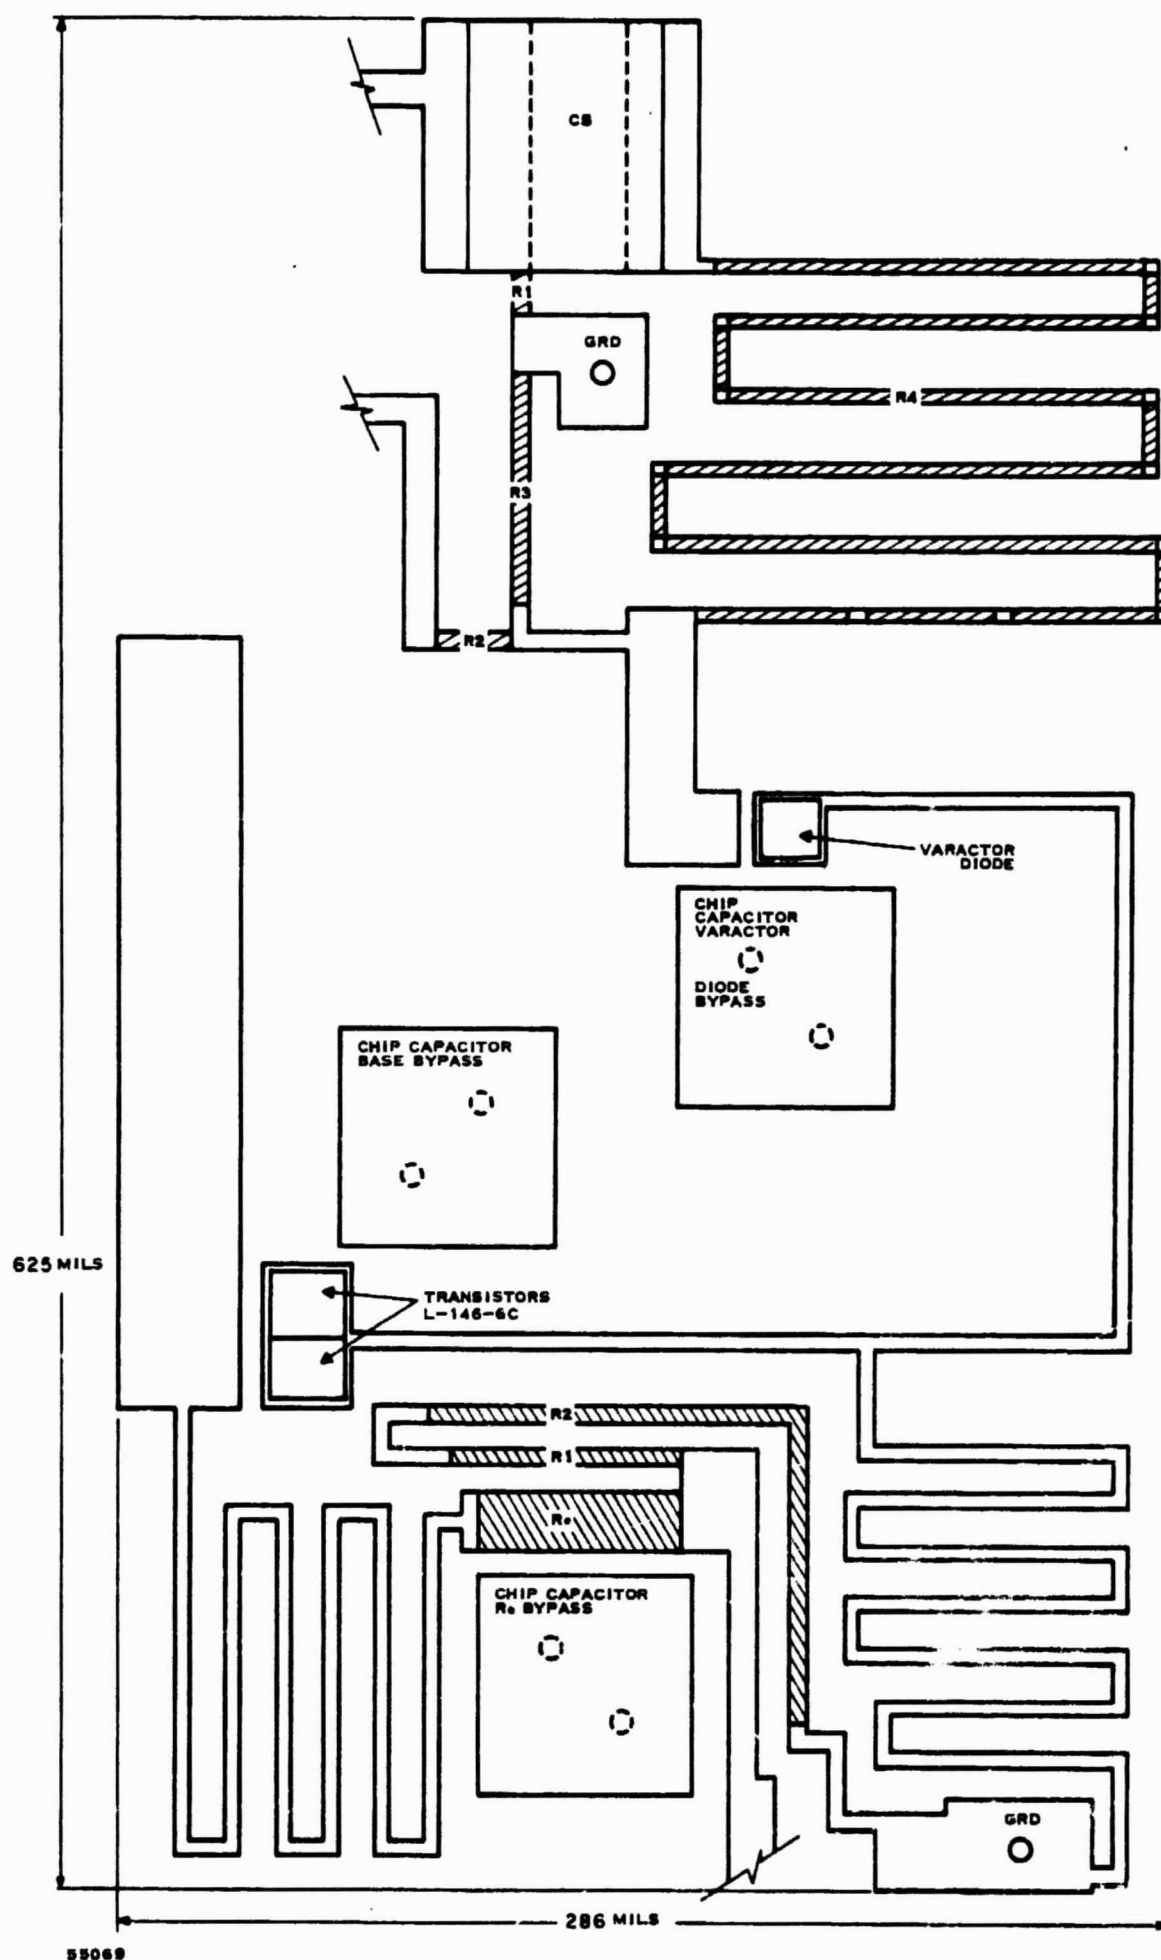 CB
R1
GRD
R4
R3
R2
VARACTOR
DIODE
CHIP
CAPACITOR
VARACTOR
DIODE
BYPASS
CHIP CAPACITOR
BASE BYPASS
625 MILS
TRANSISTORS
L-146-6C
R2
R1
Re
CHIP CAPACITOR
Re BYPASS
GRD
286 MILS
55069